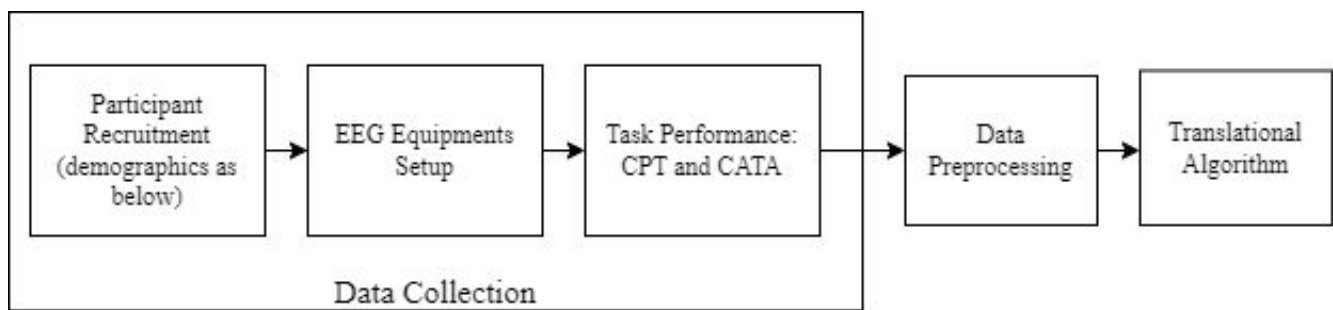 Participant
Recruitment
(demographics as
below)
EEG Equipments
Setup
Task Performance:
CPT and CATA
Data
Preprocessing
Translational
Algorithm
Data Collection